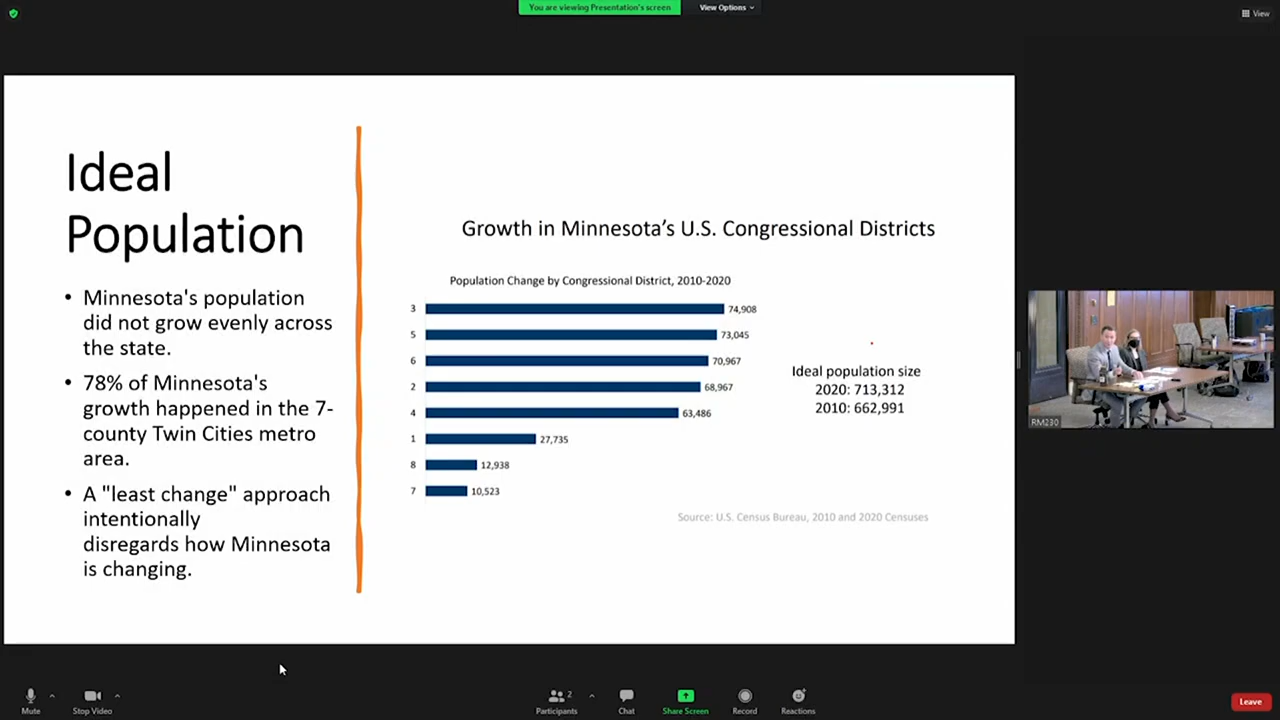 You are viewing Presentation's screen
View Options
View
Ideal
Population
• Minnesota's population
did not grow evenly across
the state.
• 78% of Minnesota's
growth happened in the 7-
county Twin Cities metro
area.
• A "least change" approach
intentionally
disregards how Minnesota
is changing.
Growth in Minnesota's U.S. Congressional Districts
Population Change by Congressional District, 2010-2020
3 74,908
5 73,045
6 70,967
2 68,967
4 63,486
1 27,735
8 12,938
7 10,523
Ideal population size
2020: 713,312
2010: 662,991
Source: U.S. Census Bureau, 2010 and 2020 Censuses
RM230
Mute
Stop Video
2
Participants
Chat
Share Screen
Record
Reactions
Leave